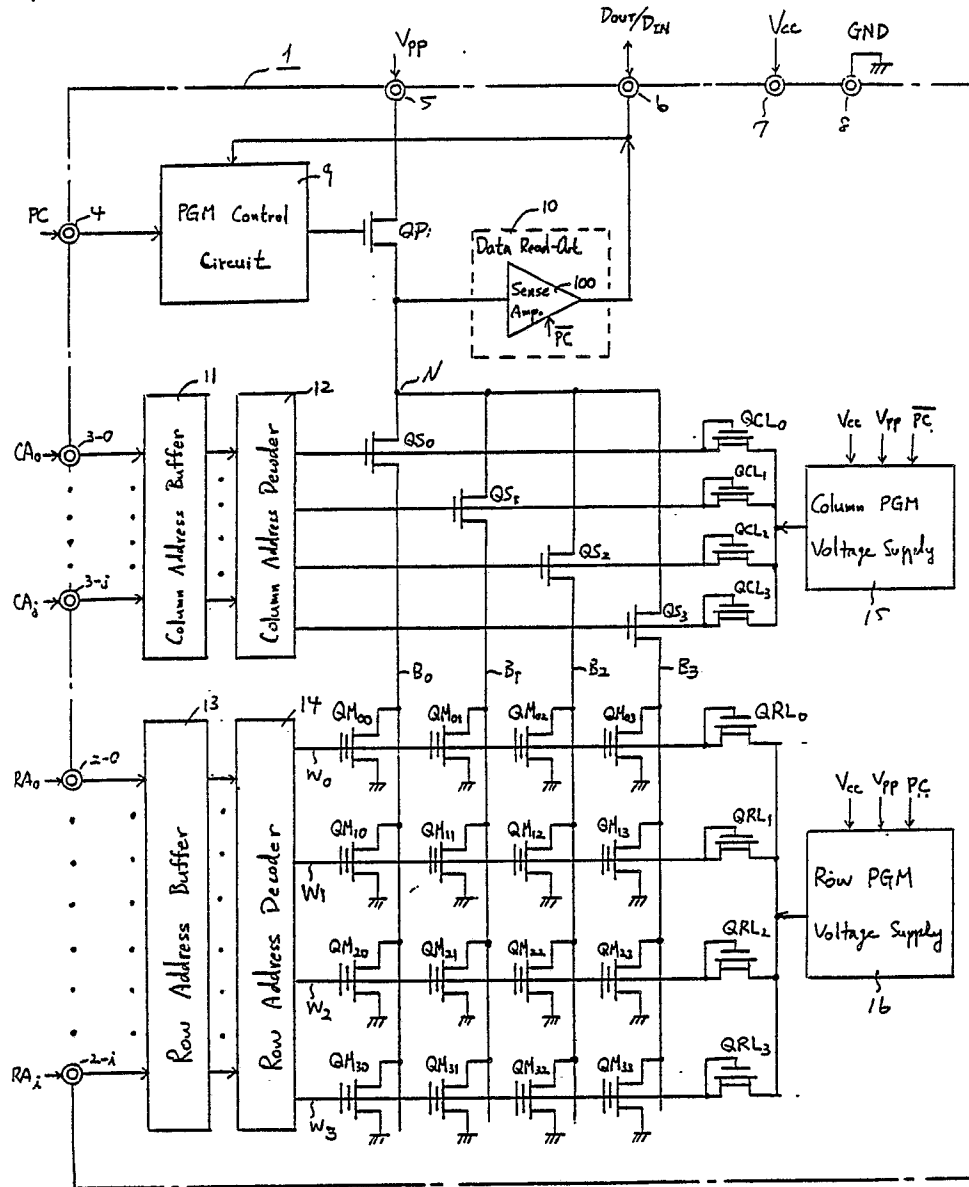 DOUT/DIN
Vpp
Vcc
GND
1
5
6
7
8
9
PC
4
PGM Control
Circuit
QPi
10
Data Read-Out
Sense
Amp.
100
PC
11
12
N
3-0
CA0
Column Address Buffer
Column Address Decoder
QS0
QCL0
Vcc Vpp PC
QS1
QCL1
Column PGM
Voltage Supply
QS2
QCL2
3-j
CAj
QS3
QCL3
15
B0 B1 B2 B3
13
14
QM00 QM01 QM02 QM03
QRL0
2-0
RA0
W0
Vcc Vpp PC
Row Address Buffer
Row Address Decoder
QM10 QM11 QM12 QM13
QRL1
W1
Row PGM
Voltage Supply
QM20 QM21 QM22 QM23
QRL2
W2
16
2-i
RAi
QM30 QM31 QM32 QM33
QRL3
W3